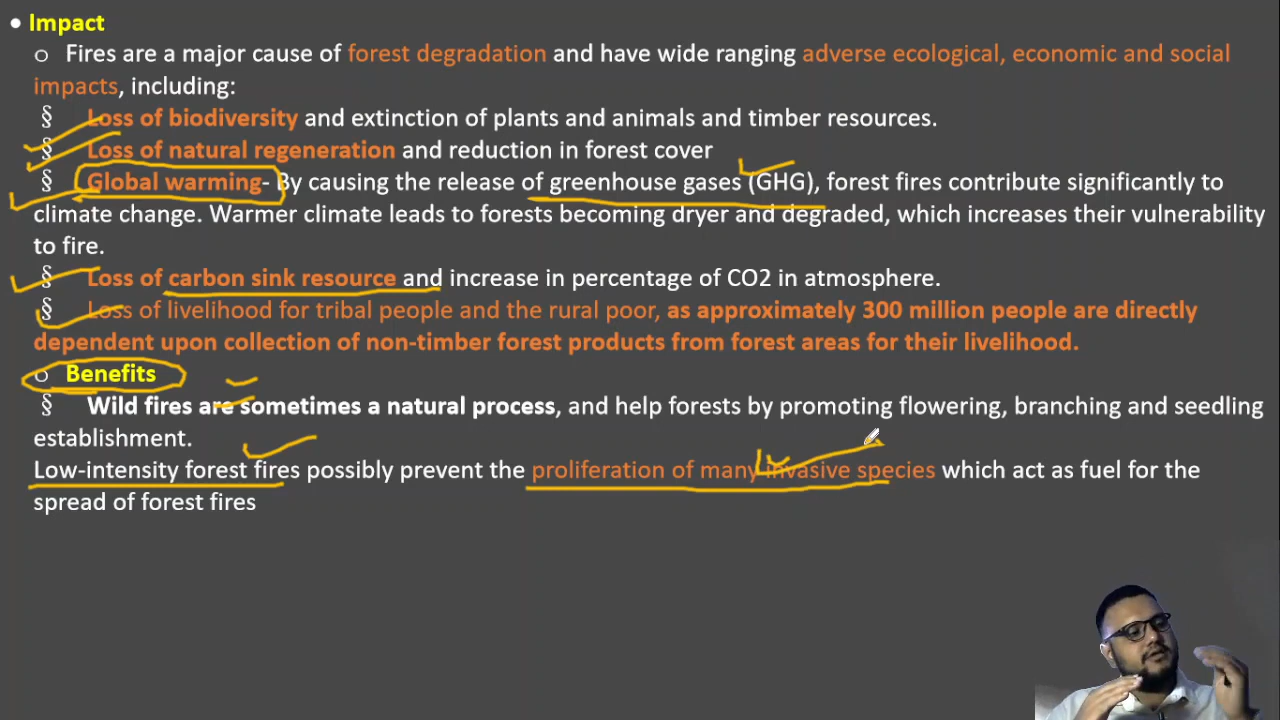 • Impact
o Fires are a major cause of forest degradation and have wide ranging adverse ecological, economic and social
impacts, including:
§ Loss of biodiversity and extinction of plants and animals and timber resources.
§ Loss of natural regeneration and reduction in forest cover
§ Global warming- By causing the release of greenhouse gases (GHG), forest fires contribute significantly to
climate change. Warmer climate leads to forests becoming dryer and degraded, which increases their vulnerability
to fire.
§ Loss of carbon sink resource and increase in percentage of CO2 in atmosphere.
§ Loss of livelihood for tribal people and the rural poor, as approximately 300 million people are directly
dependent upon collection of non-timber forest products from forest areas for their livelihood.
o Benefits
§ Wild fires are sometimes a natural process, and help forests by promoting flowering, branching and seedling
establishment.
Low-intensity forest fires possibly prevent the proliferation of many invasive species which act as fuel for the
spread of forest fires